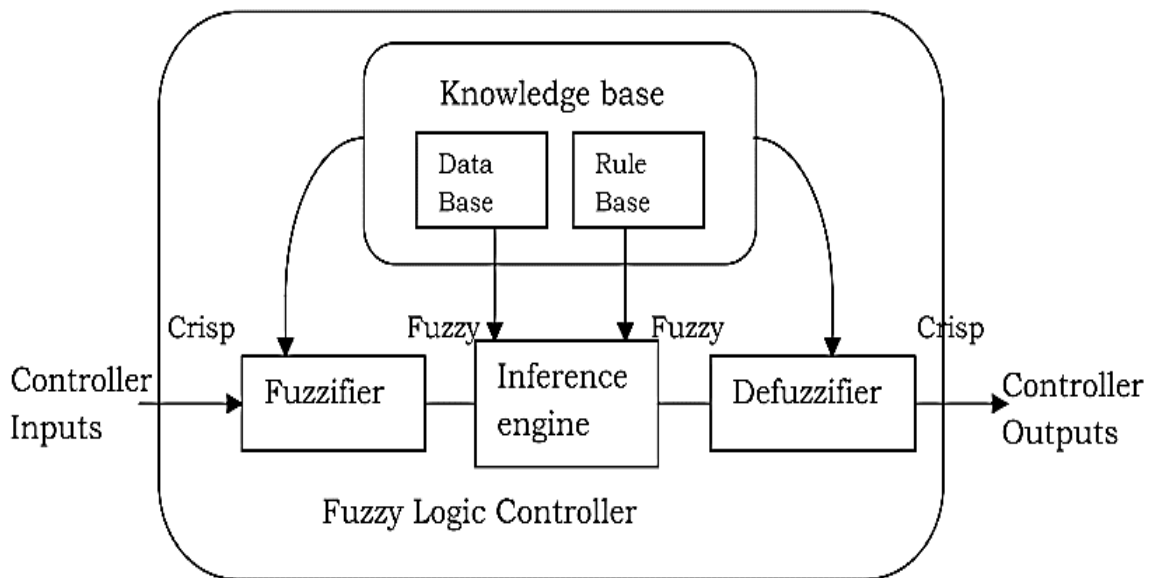 Knowledge base
Data
Base
Rule
Base
Crisp
Fuzzy
Fuzzy
Crisp
Controller
Inputs
Fuzzifier
Inference
engine
Defuzzifier
Controller
Outputs
Fuzzy Logic Controller